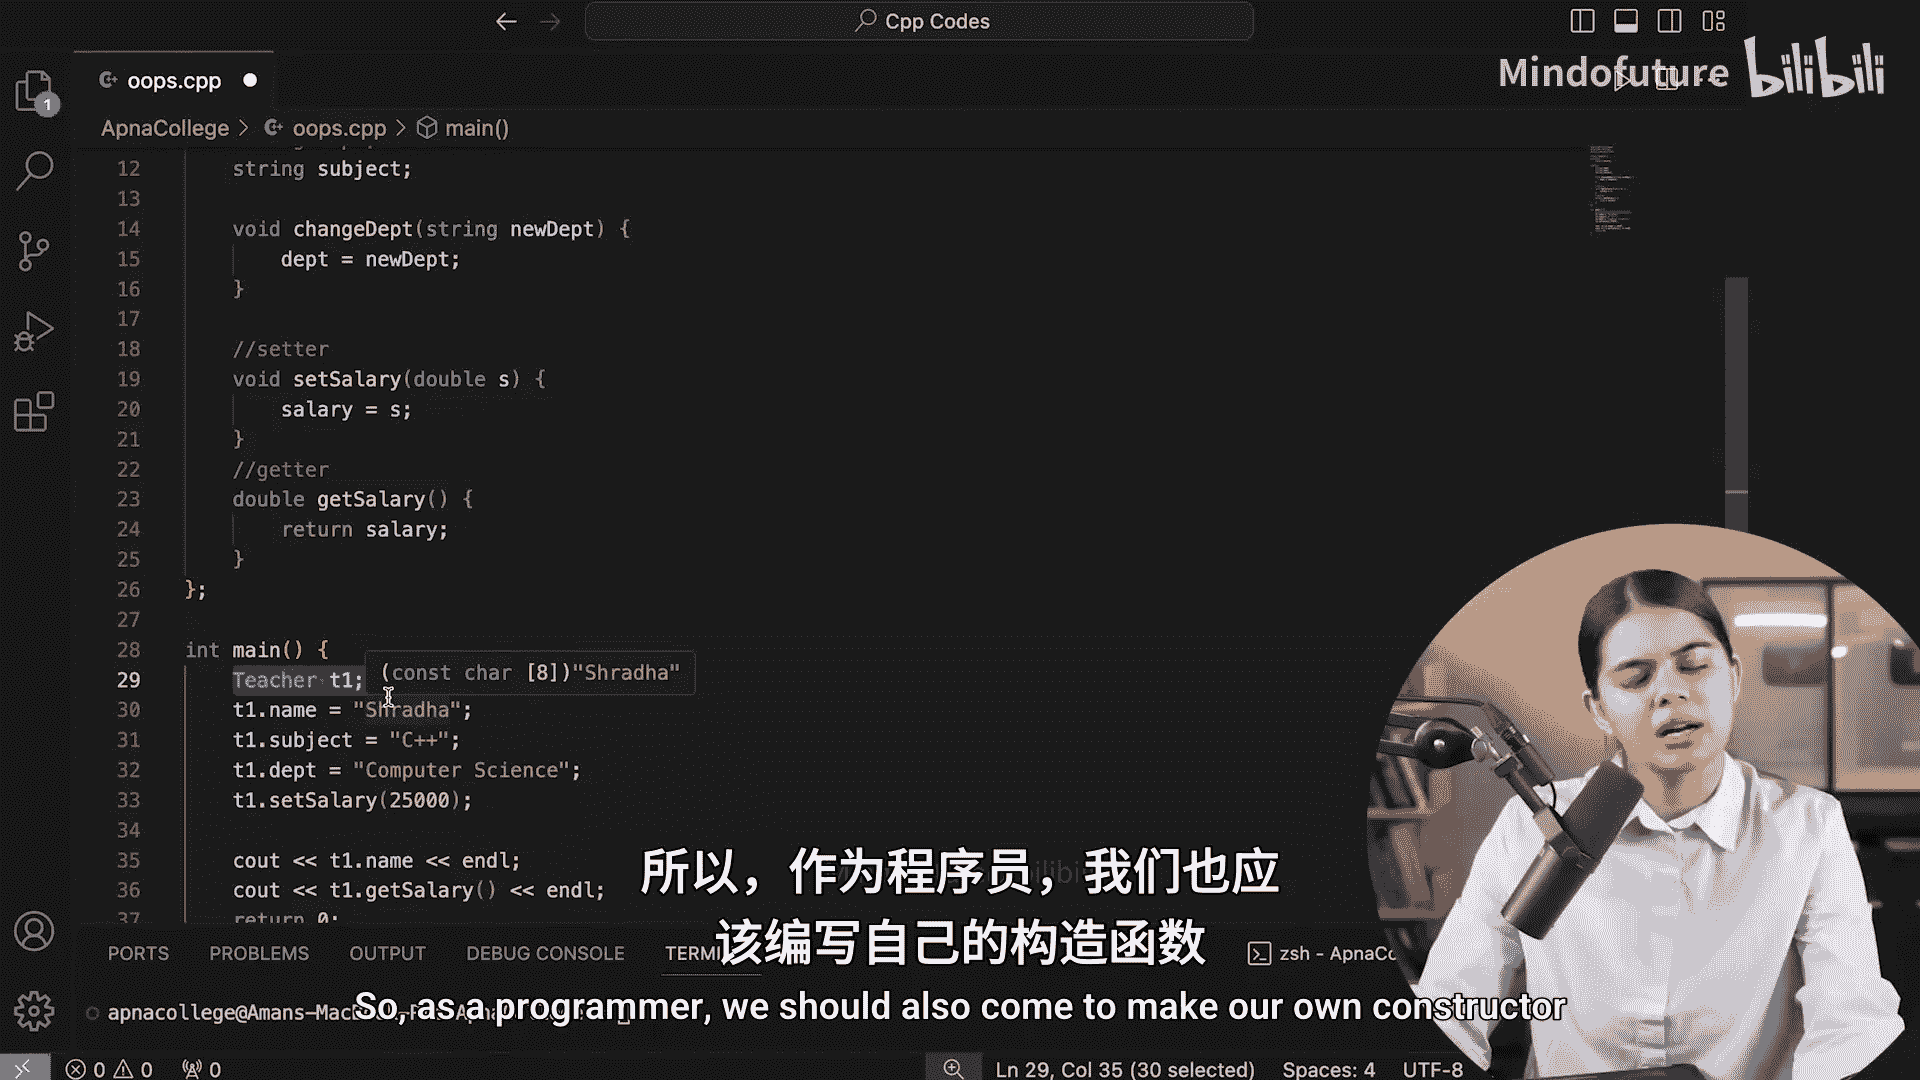 Cpp Codes
Mindofuture bilibili
oops.cpp
1
ApnaCollege > oops.cpp > main()
12 string subject;
13
14 void changeDept(string newDept) {
15 dept = newDept;
16 }
17
18 //setter
19 void setSalary(double s) {
20 salary = s;
21 }
22 //getter
23 double getSalary() {
24 return salary;
25 }
26 };
27
28 int main() {
29 Teacher t1;
(const char [8])"Shradha"
30 t1.name = "Shradha";
31 t1.subject = "C++";
32 t1.dept = "Computer Science";
33 t1.setSalary(25000);
34
35 cout << t1.name << endl;
36 cout << t1.getSalary() << endl;
37 return 0;
所以，作为程序员，我们也应
该编写自己的构造函数
PORTS PROBLEMS OUTPUT DEBUG CONSOLE
zsh - ApnaCo
So, as a programmer, we should also come to make our own constructor
apnacollege@Amans-Mac
0 0 0
Ln 29, Col 35 (30 selected) Spaces: 4 UTF-8